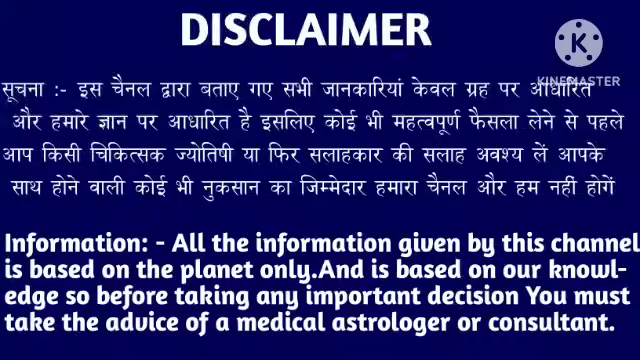 DISCLAIMER
K
KINEMASTER
सूचना :- इस चैनल द्वारा बताए गए सभी जानकारियां केवल ग्रह पर आधारित
और हमारे ज्ञान पर आधारित है इसलिए कोई भी महत्वपूर्ण फैसला लेने से पहले
आप किसी चिकित्सक ज्योतिषी या फिर सलाहकार की सलाह अवश्य लें आपके
साथ होने वाली कोई भी नुकसान का जिम्मेदार हमारा चैनल और हम नहीं होगें
Information: - All the information given by this channel
is based on the planet only.And is based on our knowl-
edge so before taking any important decision You must
take the advice of a medical astrologer or consultant.